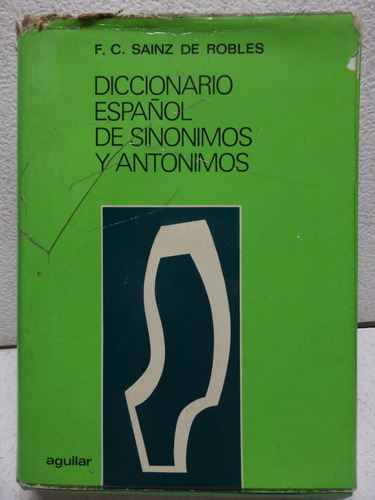 F. C. SAINZ DE ROBLES
DICCIONARIO
ESPAÑOL
DE SINONIMOS
Y ANTONIMOS
aguilar